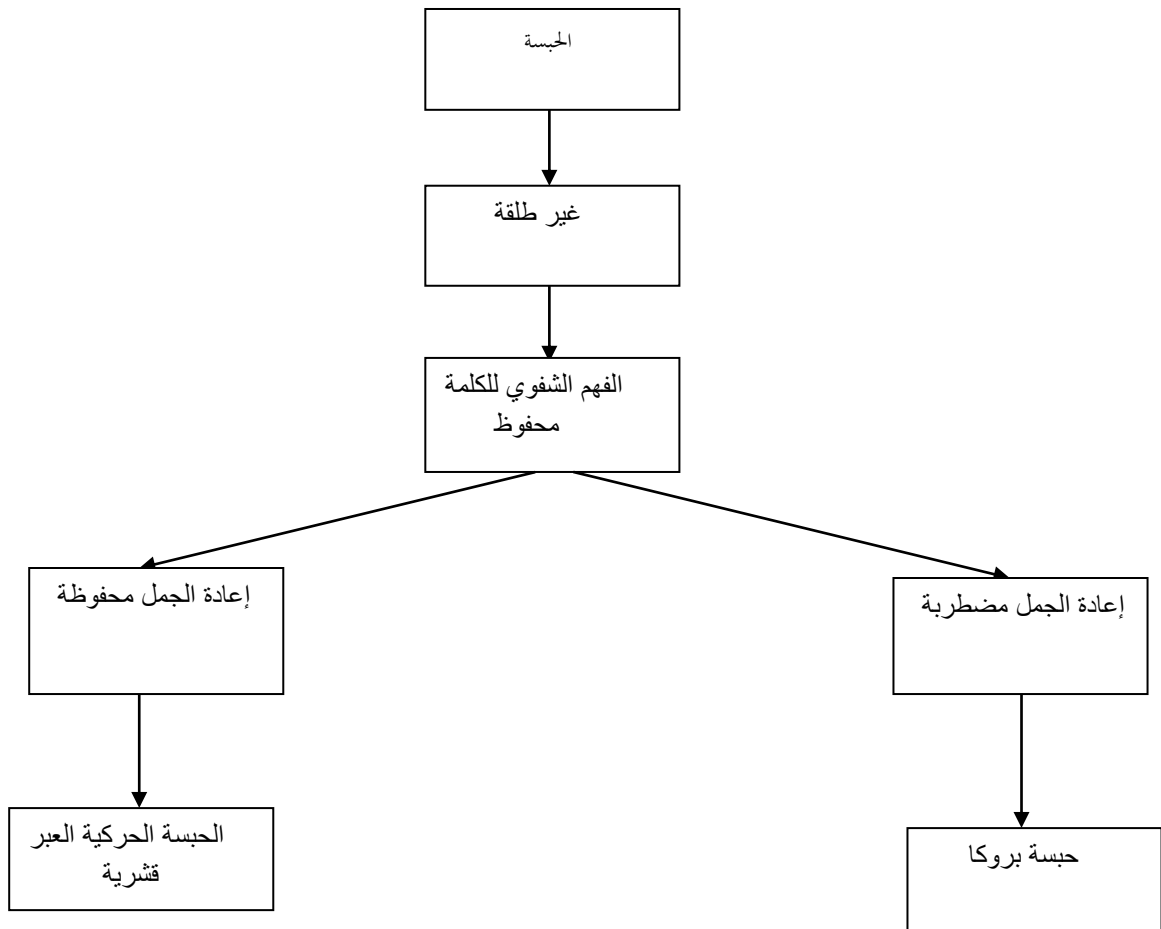 الحبسة
غير طلقة
الفهم الشفوي للكلمة
محفوظ
إعادة الجمل محفوظة
إعادة الجمل مضطربة
الحبسة الحركية العبر
قشرية
حبسة بروكا